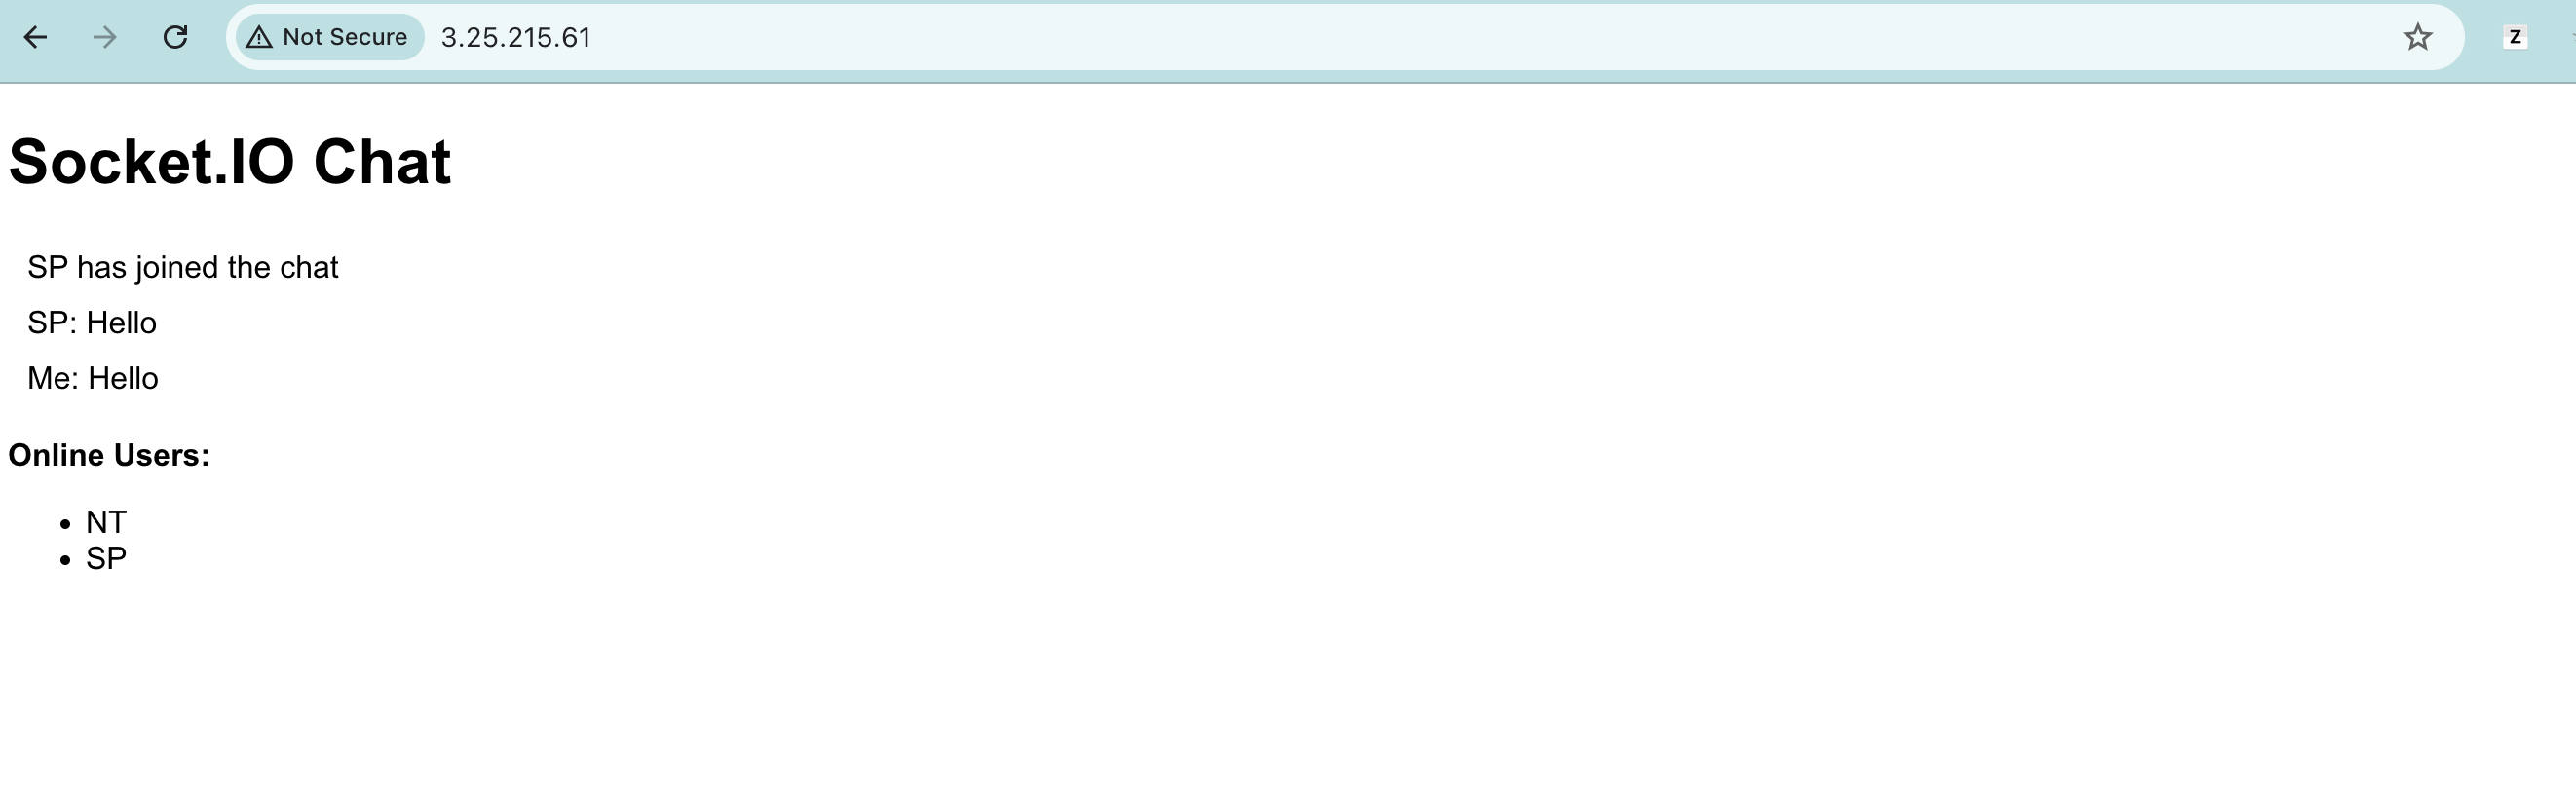 Not Secure 3.25.215.61
Z
Socket.IO Chat
SP has joined the chat
SP: Hello
Me: Hello
Online Users:
NT
SP